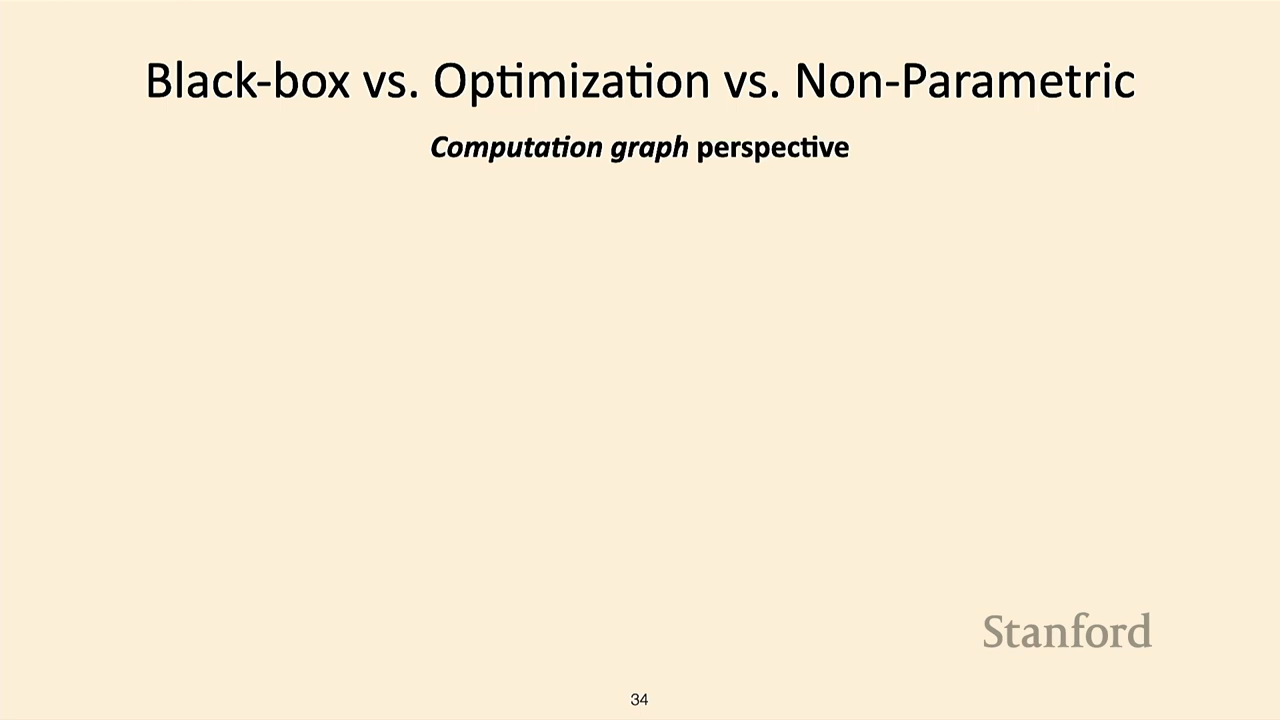 Black-box vs. Optimization vs. Non-Parametric
Computation graph perspective
Stanford
34